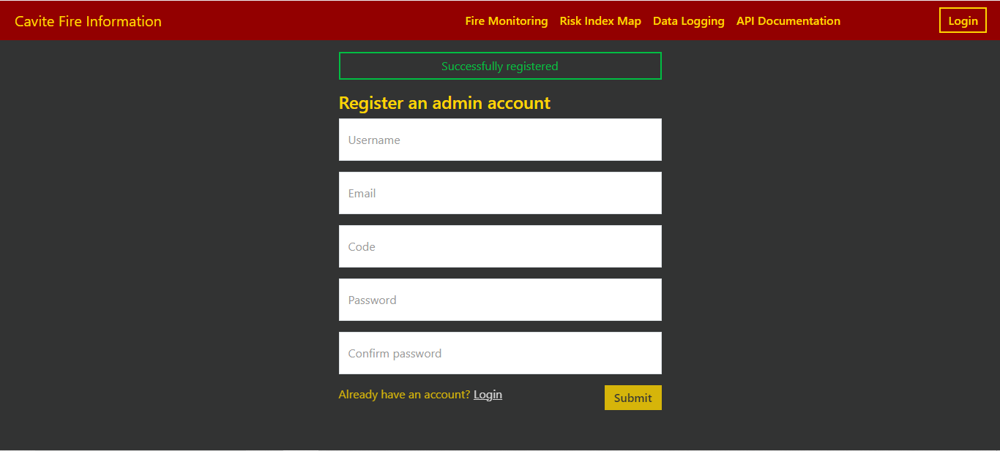 Cavite Fire Information Fire Monitoring Risk Index Map Data Logging API Documentation Login
Successfully registered
Register an admin account
Username
Email
Code
Password
Confirm password
Already have an account? Login Submit